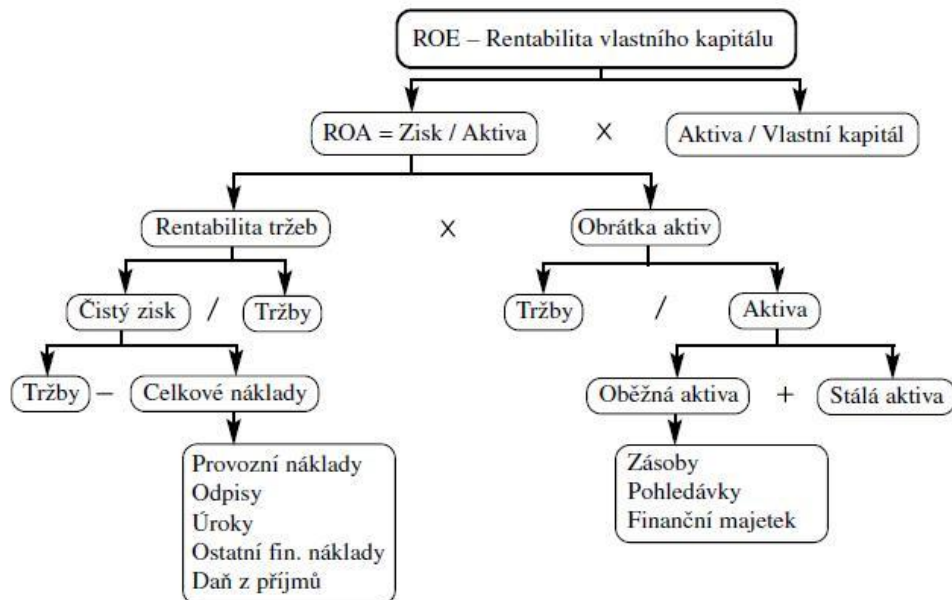 ROE – Rentabilita vlastního kapitálu
ROA = Zisk / Aktiva
X
Aktiva / Vlastní kapitál
Rentabilita tržeb
X
Obrátka aktiv
Čistý zisk
/
Tržby
Tržby
/
Aktiva
Tržby
–
Celkové náklady
Oběžná aktiva
+
Stálá aktiva
Provozní náklady
Odpisy
Úroky
Ostatní fin. náklady
Daň z příjmů
Zásoby
Pohledávky
Finanční majetek